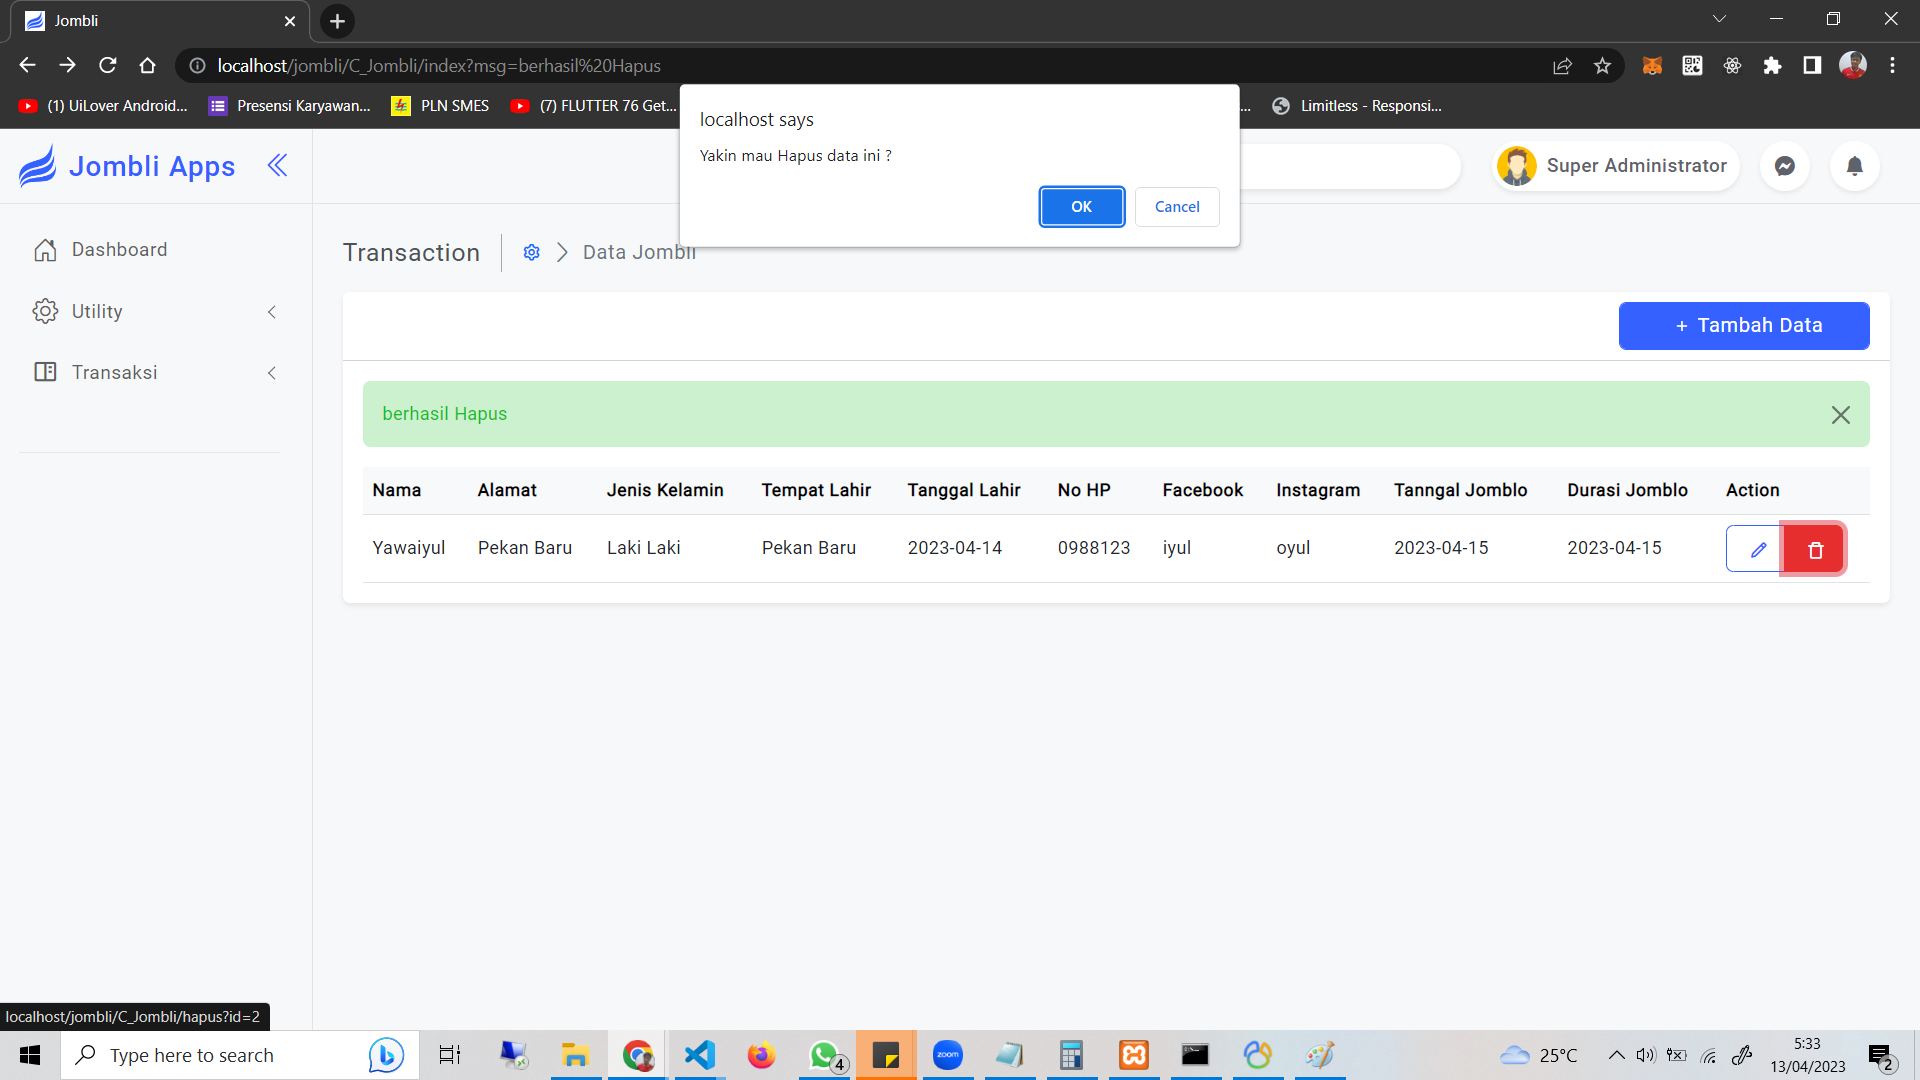 Jombli
localhost/jombli/C_Jombli/index?msg=berhasil%20Hapus
(1) UiLover Android...
Presensi Karyawan...
PLN SMES
(7) FLUTTER 76 Get...
...
Limitless - Responsi...
localhost says
Yakin mau Hapus data ini ?
OK
Cancel
Jombli Apps
Super Administrator
Dashboard
Utility
Transaksi
Transaction
Data Jombli
+ Tambah Data
berhasil Hapus
Nama Alamat Jenis Kelamin Tempat Lahir Tanggal Lahir No HP Facebook Instagram Tanngal Jomblo Durasi Jomblo Action
Yawaiyul Pekan Baru Laki Laki Pekan Baru 2023-04-14 0988123 iyul oyul 2023-04-15 2023-04-15
localhost/jombli/C_Jombli/hapus?id=2
Type here to search
zoom
4
25°C
5:33
13/04/2023
2